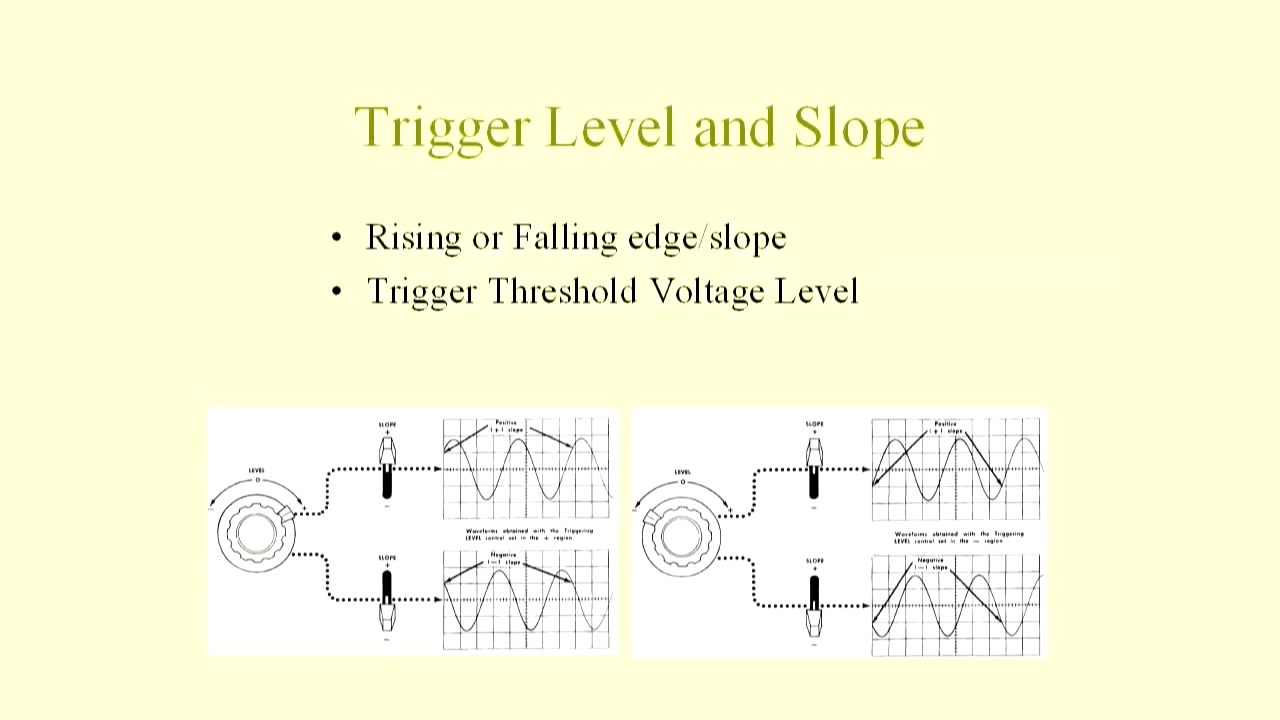 Trigger Level and Slope
• Rising or Falling edge/slope
• Trigger Threshold Voltage Level
SLOPE
+
Positive
(+) slope
LEVEL
0
-
+
-
Waveforms obtained with the Triggering
LEVEL control set in the + region.
SLOPE
+
Negative
(—) slope
-
SLOPE
+
Positive
(+) slope
LEVEL
0
-
+
-
Waveforms obtained with the Triggering
LEVEL control set in the — region.
SLOPE
+
Negative
(—) slope
-